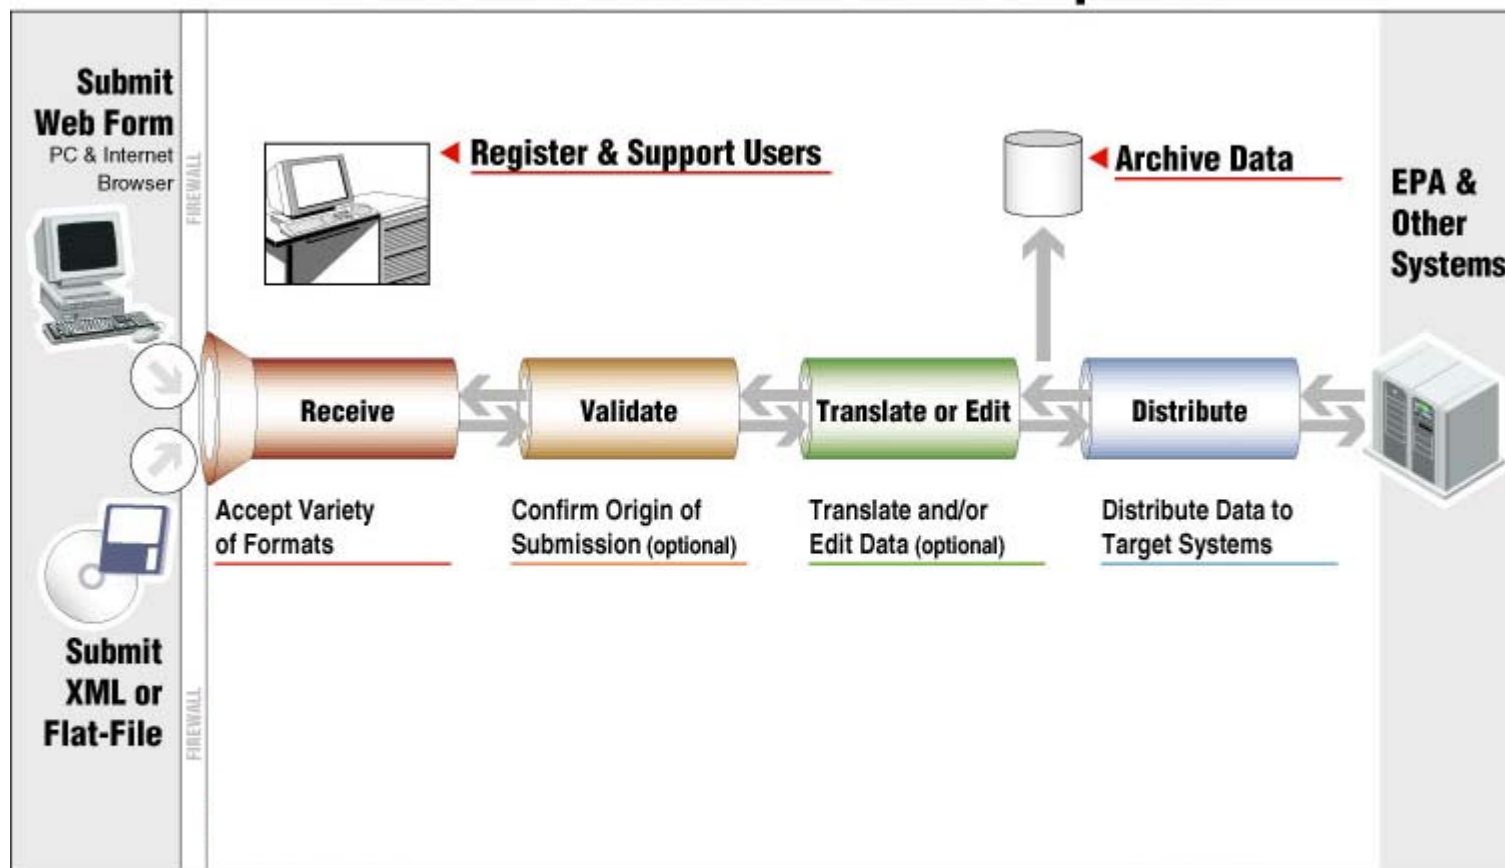 Submit
Web Form
PC & Internet
Browser
FIREWALL
Register & Support Users
Archive Data
EPA &
Other
Systems
Receive
Validate
Translate or Edit
Distribute
Accept Variety
of Formats
Confirm Origin of
Submission (optional)
Translate and/or
Edit Data (optional)
Distribute Data to
Target Systems
Submit
XML or
Flat-File
FIREWALL